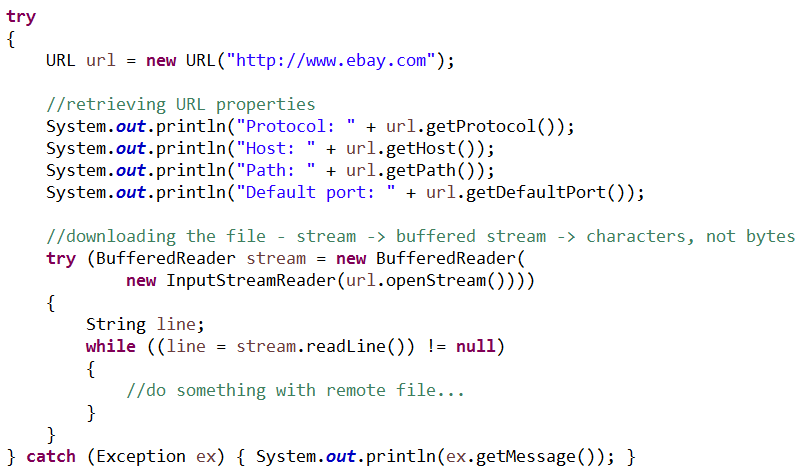 try
{
    URL url = new URL("http://www.ebay.com");

    //retrieving URL properties
    System.out.println("Protocol: " + url.getProtocol());
    System.out.println("Host: " + url.getHost());
    System.out.println("Path: " + url.getPath());
    System.out.println("Default port: " + url.getDefaultPort());

    //downloading the file - stream -> buffered stream -> characters, not bytes
    try (BufferedReader stream = new BufferedReader(
            new InputStreamReader(url.openStream())))
    {
        String line;
        while ((line = stream.readLine()) != null)
        {
            //do something with remote file...
        }
    }
} catch (Exception ex) { System.out.println(ex.getMessage()); }